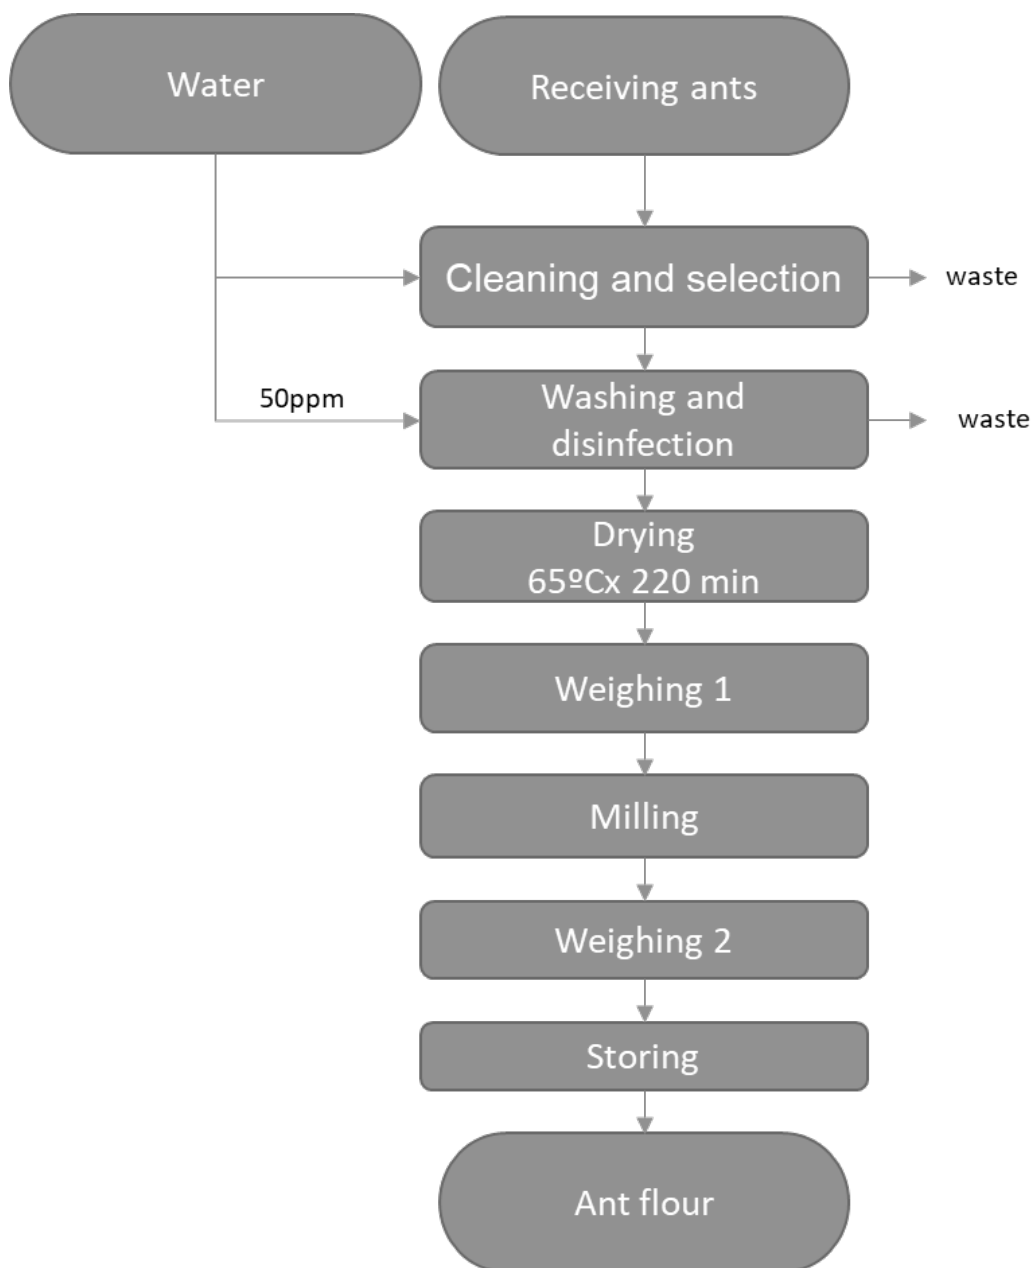 Water
Receiving ants
Cleaning and selection
waste
50ppm
Washing and
disinfection
waste
Drying
65ºCx 220 min
Weighing 1
Milling
Weighing 2
Storing
Ant flour